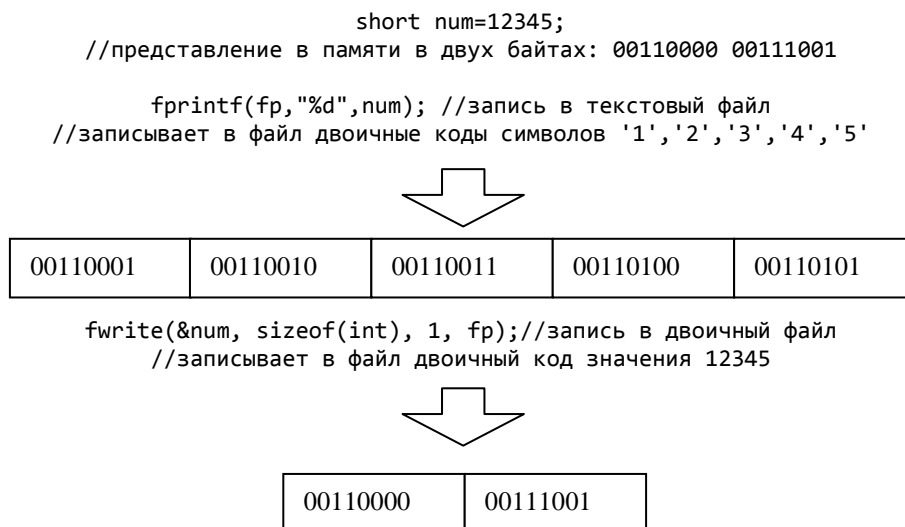 short num=12345;
//представление в памяти в двух байтах: 00110000 00111001
fprintf(fp,"%d",num); //запись в текстовый файл
//записывает в файл двоичные коды символов '1','2','3','4','5'
00110001 00110010 00110011 00110100 00110101
fwrite(&num, sizeof(int), 1, fp);//запись в двоичный файл
//записывает в файл двоичный код значения 12345
00110000 00111001